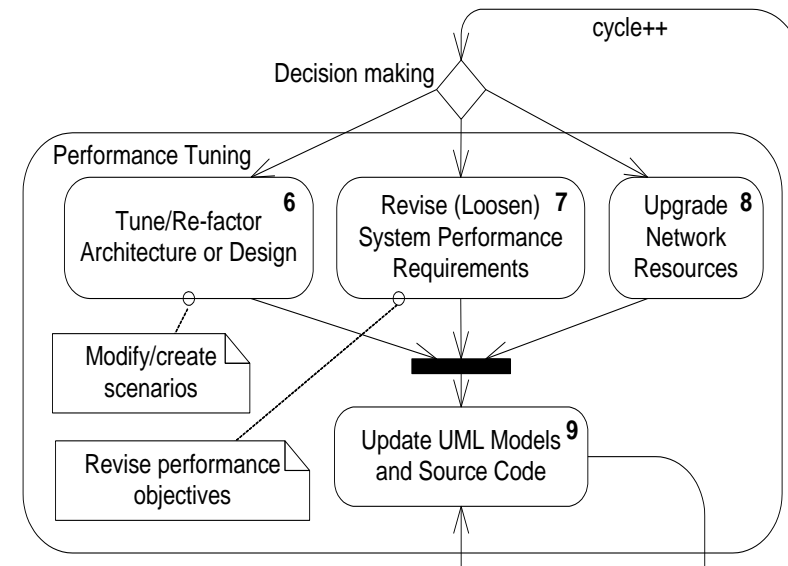 cycle++
Decision making
Performance Tuning
6
Tune/Re-factor
Architecture or Design
7
Revise (Loosen)
System Performance
Requirements
8
Upgrade
Network
Resources
Modify/create
scenarios
9
Update UML Models
and Source Code
Revise performance
objectives